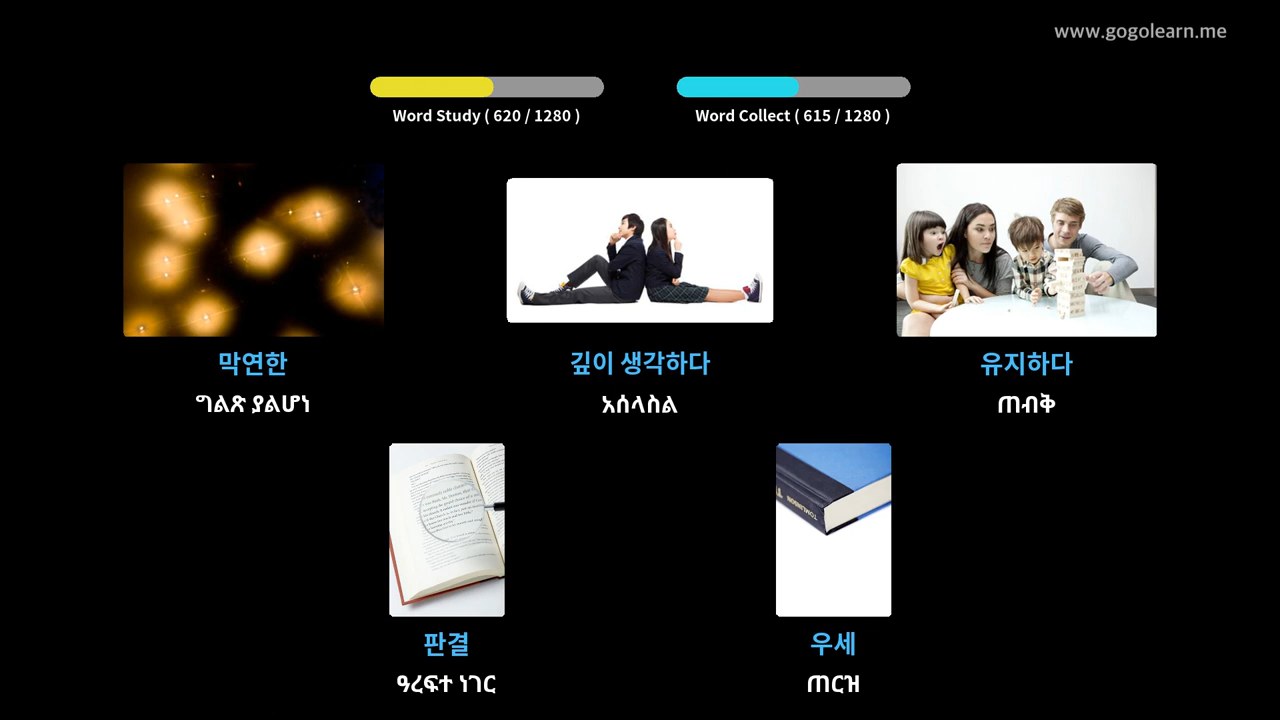 www.gogolearn.me
Word Study ( 620 / 1280 )
Word Collect ( 615 / 1280 )
막연한
ግልጽ ያልሆነ
깊이 생각하다
አሰላስል
유지하다
ጠብቅ
TOMLINSON
판결
ዓረፍተ ነገር
우세
ጠርዝ